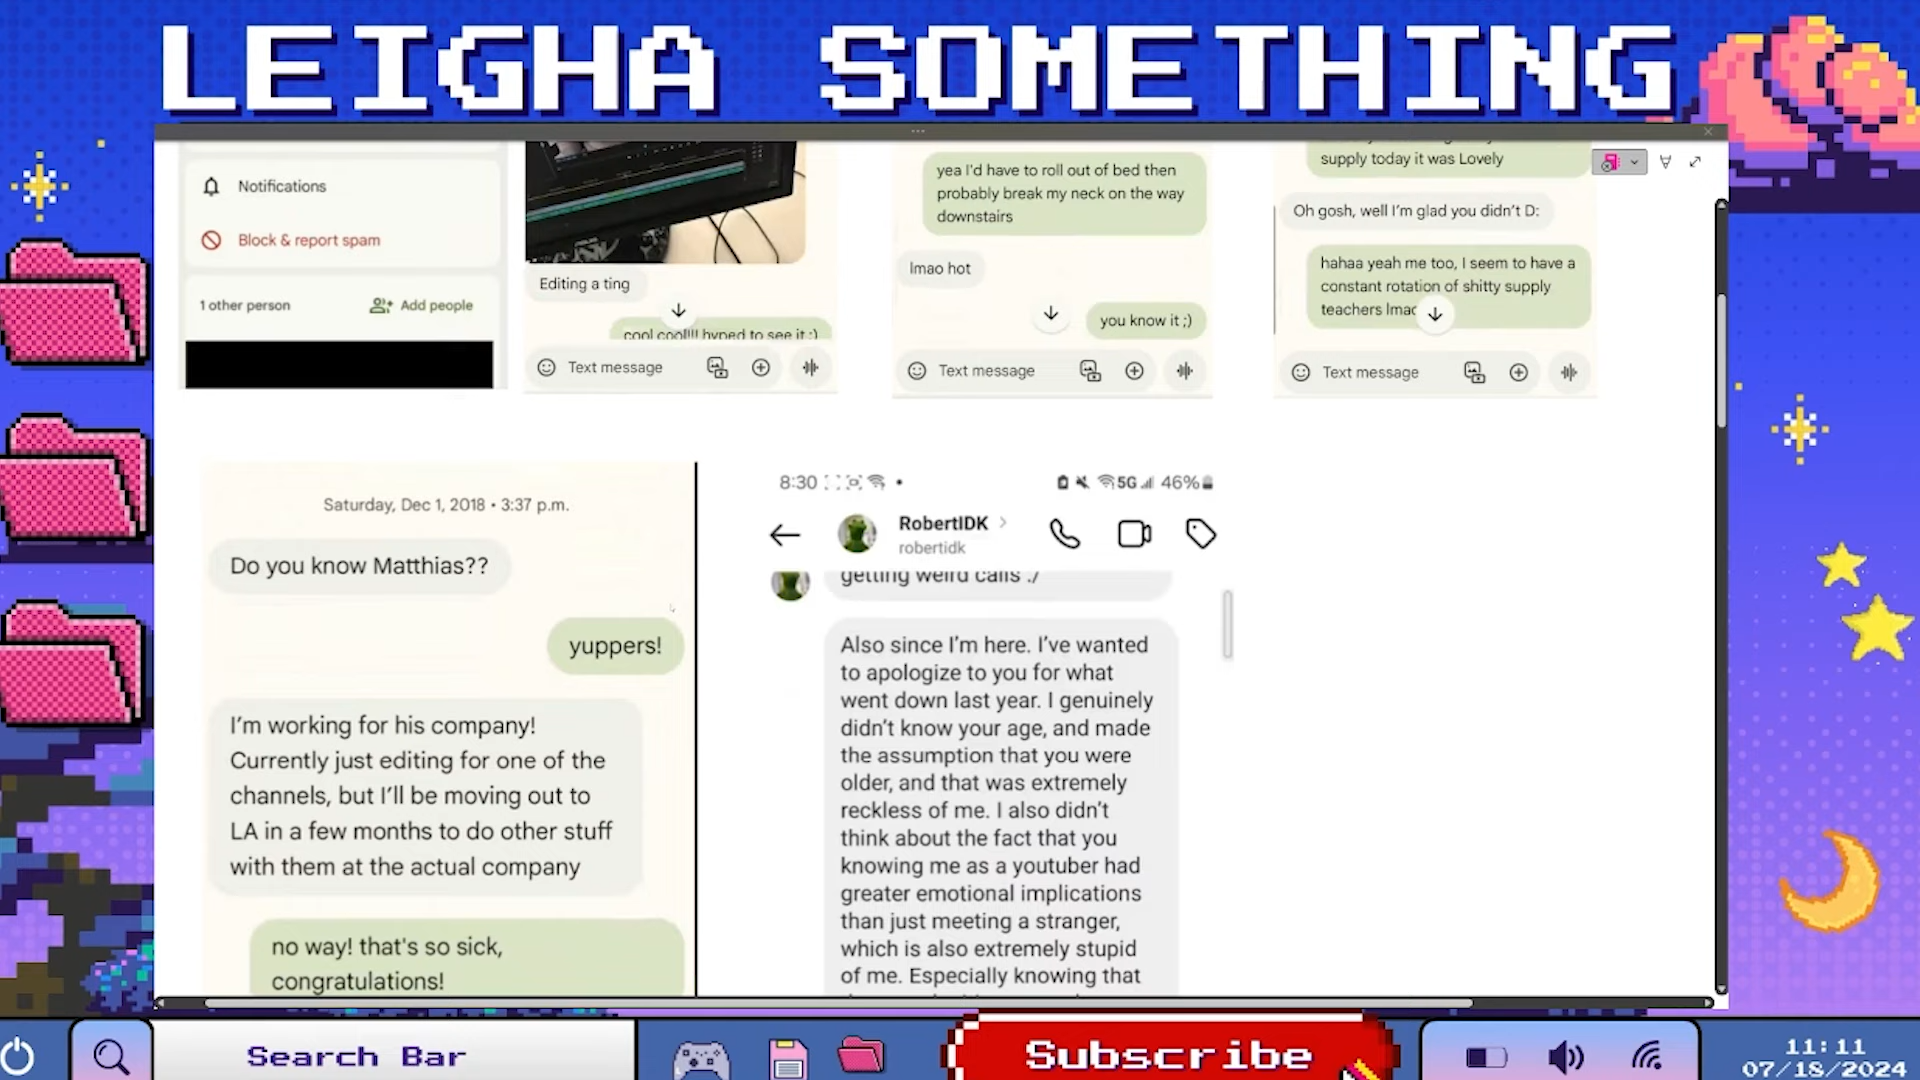 LEIGHA SOMETHING
Notifications
Block & report spam
1 other person
Add people
Editing a ting
cool cool!!! hyped to see it :)
Text message
yea I'd have to roll out of bed then
probably break my neck on the way
downstairs
lmao hot
you know it ;)
Text message
supply today it was Lovely
Oh gosh, well I'm glad you didn't D:
hahaa yeah me too, I seem to have a
constant rotation of shitty supply
teachers lmao
Text message
Saturday, Dec 1, 2018 • 3:37 p.m.
Do you know Matthias??
yuppers!
I'm working for his company!
Currently just editing for one of the
channels, but I'll be moving out to
LA in a few months to do other stuff
with them at the actual company
no way! that's so sick,
congratulations!
8:30
5G
46%
RobertIDK
robertidk
getting weird calls :/
Also since I'm here. I've wanted
to apologize to you for what
went down last year. I genuinely
didn't know your age, and made
the assumption that you were
older, and that was extremely
reckless of me. I also didn't
think about the fact that you
knowing me as a youtuber had
greater emotional implications
than just meeting a stranger,
which is also extremely stupid
of me. Especially knowing that
Search Bar
Subscribe
11:11
07/18/2024